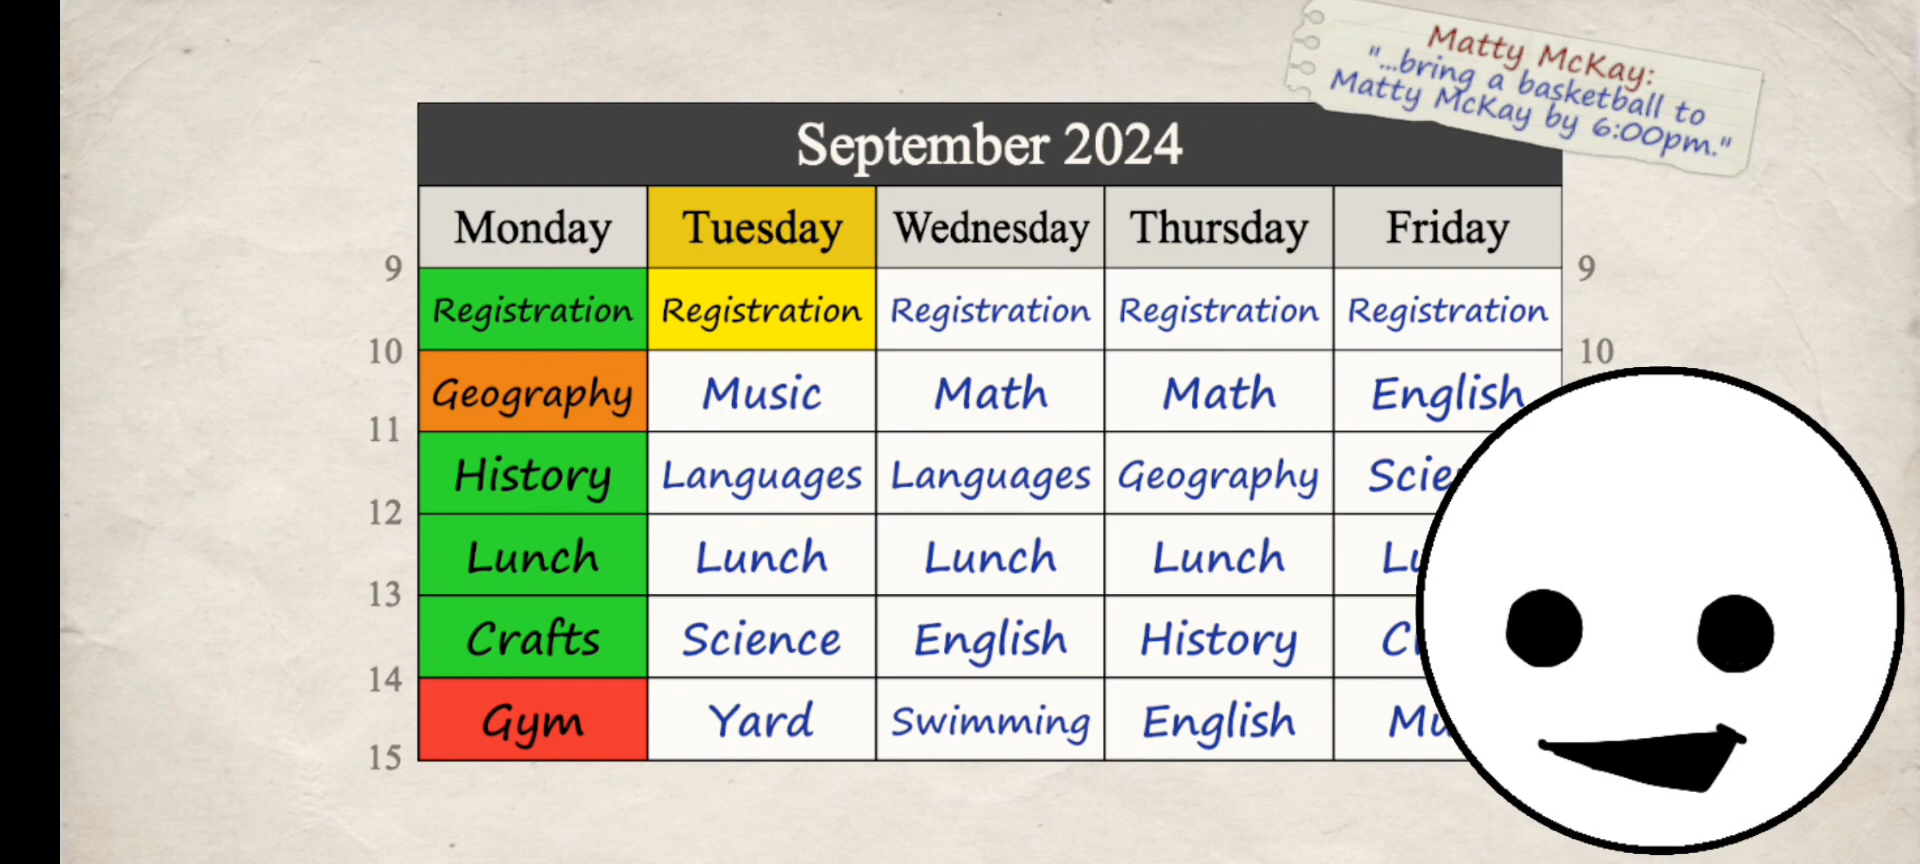 Matty McKay:
"...bring a basketball to
Matty McKay by 6:00pm."
September 2024
Monday Tuesday Wednesday Thursday Friday
9 9
Registration Registration Registration Registration Registration
10 10
Geography Music Math Math English
11
History Languages Languages Geography
12
Lunch Lunch Lunch Lunch
13
Crafts Science English History
14
Gym Yard Swimming English
15